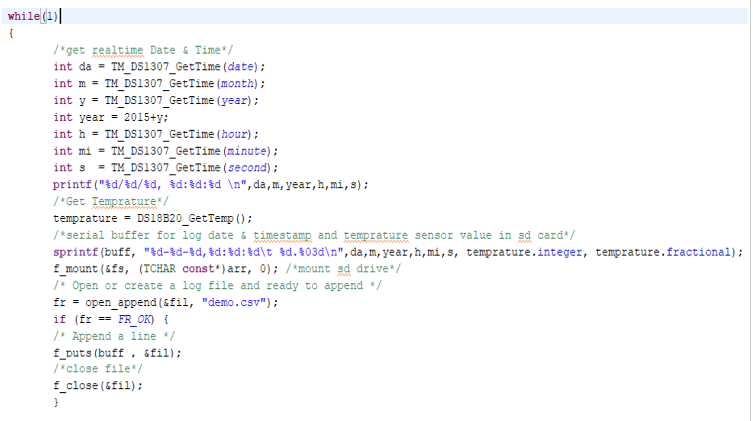 while(1)
{
/*get realtime Date & Time*/
int da = TM_DS1307_GetTime(date);
int m = TM_DS1307_GetTime(month);
int y = TM_DS1307_GetTime(year);
int year = 2015+y;
int h = TM_DS1307_GetTime(hour);
int mi = TM_DS1307_GetTime(minute);
int s  = TM_DS1307_GetTime(second);
printf("%d/%d/%d, %d:%d:%d \n",da,m,year,h,mi,s);
/*Get Temprature*/
temprature = DS18B20_GetTemp();
/*serial buffer for log date & timestamp and temprature sensor value in sd card*/
sprintf(buff, "%d-%d-%d,%d:%d:%d\t %d.%03d\n",da,m,year,h,mi,s, temprature.integer, temprature.fractional);
f_mount(&fs, (TCHAR const*)arr, 0); /*mount sd drive*/
/* Open or create a log file and ready to append */
fr = open_append(&fil, "demo.csv");
if (fr == FR_OK) {
/* Append a line */
f_puts(buff , &fil);
/*close file*/
f_close(&fil);
}